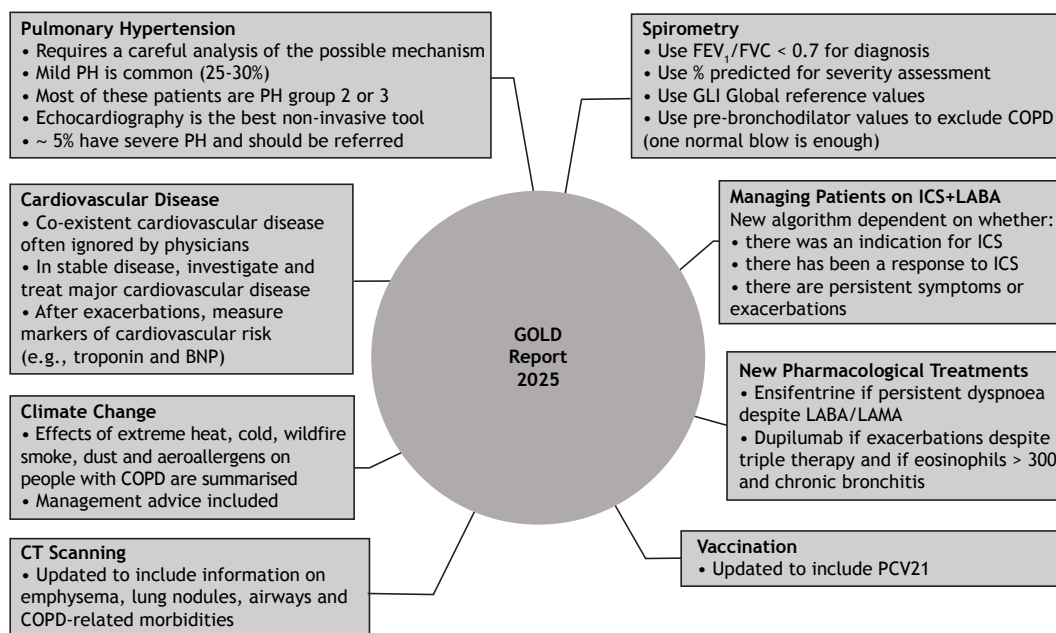 Pulmonary Hypertension
• Requires a careful analysis of the possible mechanism
• Mild PH is common (25-30%)
• Most of these patients are PH group 2 or 3
• Echocardiography is the best non-invasive tool
• ~ 5% have severe PH and should be referred
Spirometry
• Use FEV₁/FVC < 0.7 for diagnosis
• Use % predicted for severity assessment
• Use GLI Global reference values
• Use pre-bronchodilator values to exclude COPD
(one normal blow is enough)
Cardiovascular Disease
• Co-existent cardiovascular disease
often ignored by physicians
• In stable disease, investigate and
treat major cardiovascular disease
• After exacerbations, measure
markers of cardiovascular risk
(e.g., troponin and BNP)
Managing Patients on ICS+LABA
New algorithm dependent on whether:
• there was an indication for ICS
• there has been a response to ICS
• there are persistent symptoms or
exacerbations
GOLD
Report
2025
New Pharmacological Treatments
• Ensifentrine if persistent dyspnoea
despite LABA/LAMA
• Dupilumab if exacerbations despite
triple therapy and if eosinophils > 300
and chronic bronchitis
Climate Change
• Effects of extreme heat, cold, wildfire
smoke, dust and aeroallergens on
people with COPD are summarised
• Management advice included
CT Scanning
• Updated to include information on
emphysema, lung nodules, airways and
COPD-related morbidities
Vaccination
• Updated to include PCV21